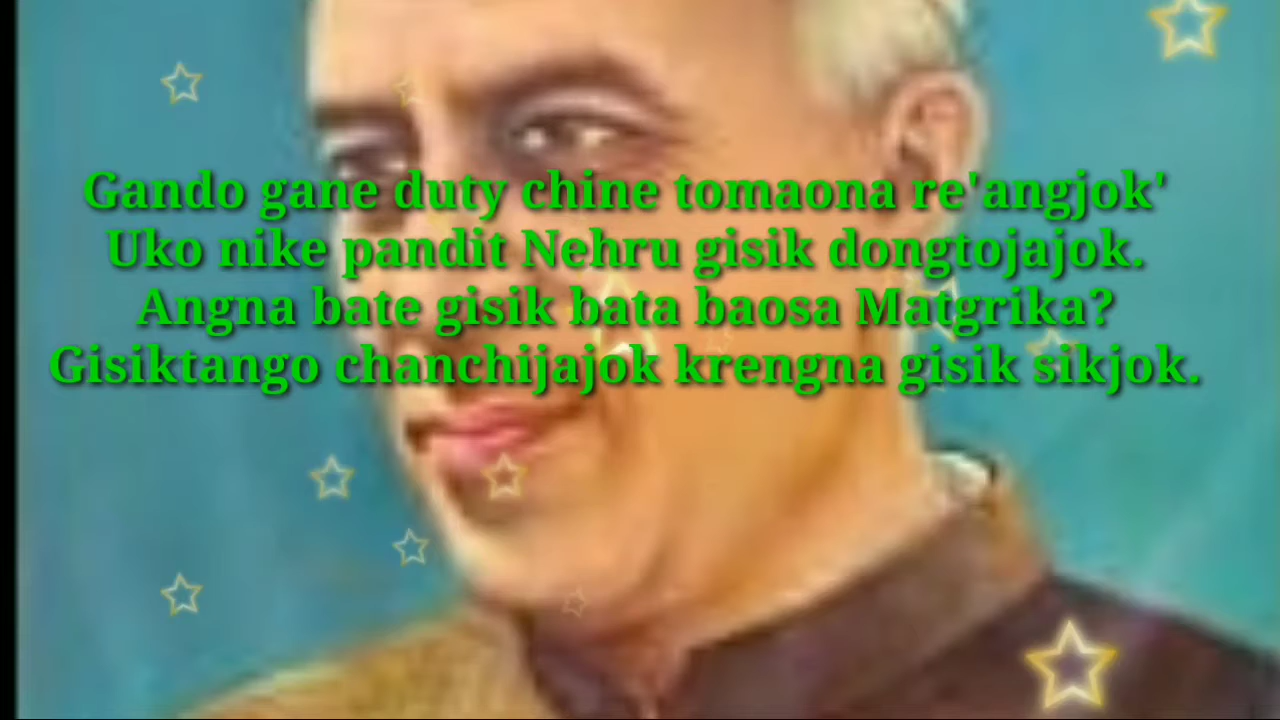 Gando gane duty chine tomaona re'angjok'
Uko nike pandit Nehru gisik dongtojajok.
Angna bate gisik bata baosa Matgrika?
Gisiktango chanchijajok krengna gisik sikjok.